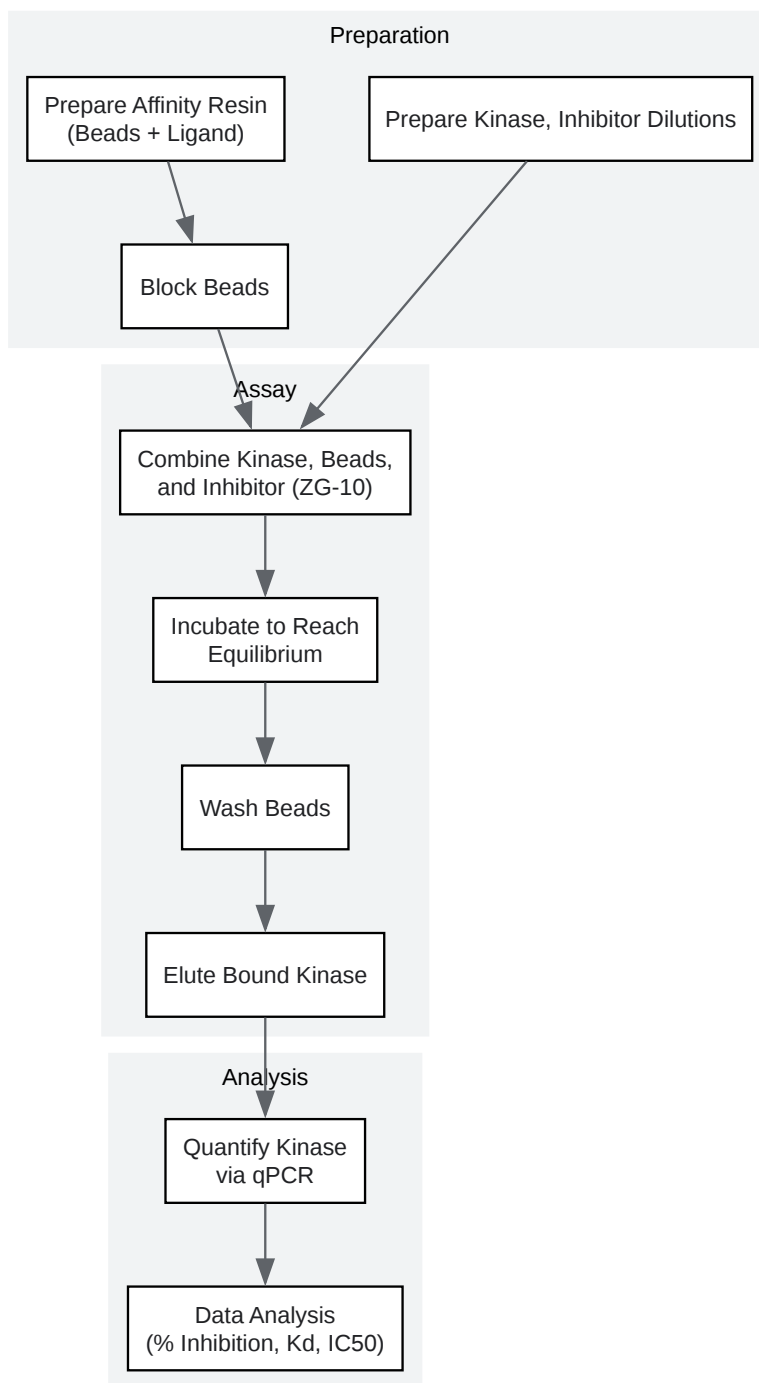 Preparation
Prepare Affinity Resin
(Beads + Ligand)
Prepare Kinase, Inhibitor Dilutions
Block Beads
Assay
Combine Kinase, Beads,
and Inhibitor (ZG-10)
Incubate to Reach
Equilibrium
Wash Beads
Elute Bound Kinase
Analysis
Quantify Kinase
via qPCR
Data Analysis
(% Inhibition, Kd, IC50)